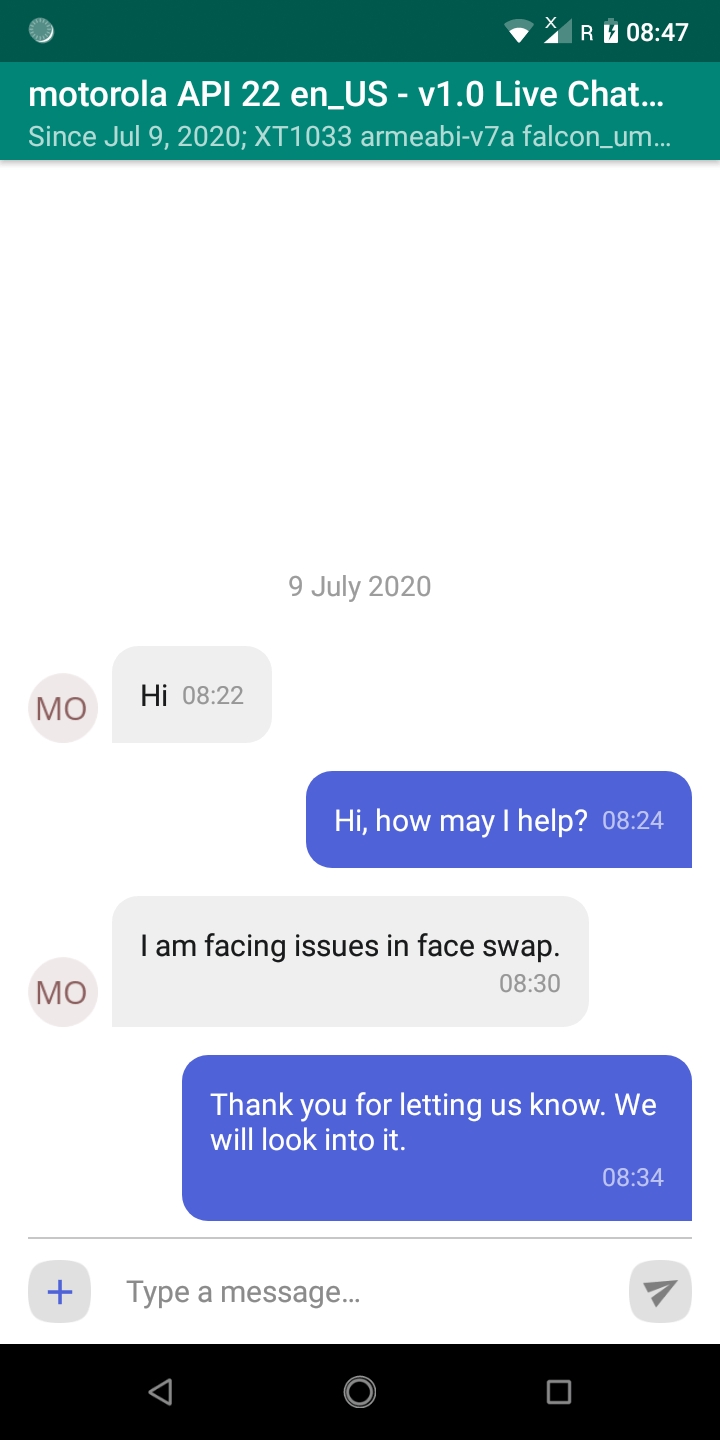 R 08:47
motorola API 22 en_US - v1.0 Live Chat…
Since Jul 9, 2020; XT1033 armeabi-v7a falcon_um…
9 July 2020
MO
Hi 08:22
Hi, how may I help? 08:24
I am facing issues in face swap.
08:30
MO
Thank you for letting us know. We
will look into it.
08:34
+
Type a message…